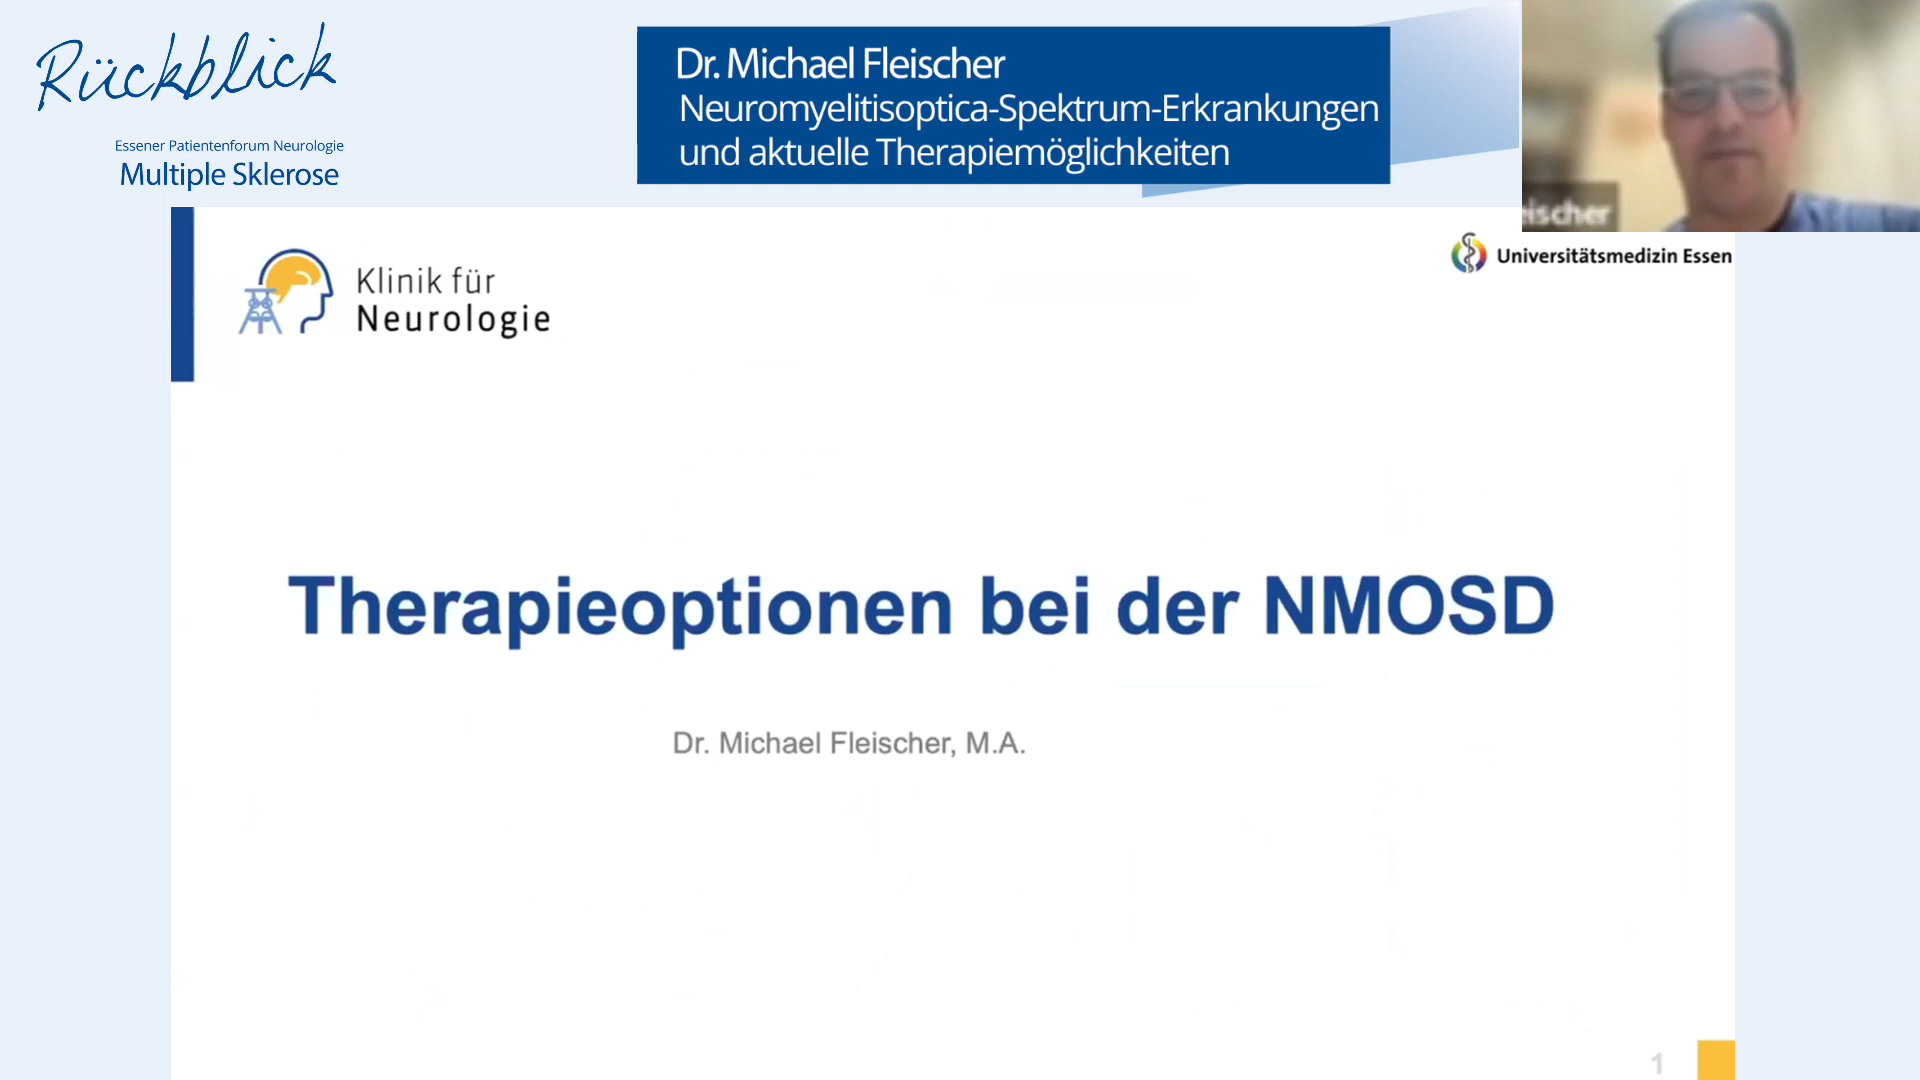 Rückblick
Essener Patientenforum Neurologie
Multiple Sklerose
Dr. Michael Fleischer
Neuromyelitisoptica-Spektrum-Erkrankungen
und aktuelle Therapiemöglichkeiten
eischer
Klinik für
Neurologie
Universitätsmedizin Essen
Therapieoptionen bei der NMOSD
Dr. Michael Fleischer, M.A.
1